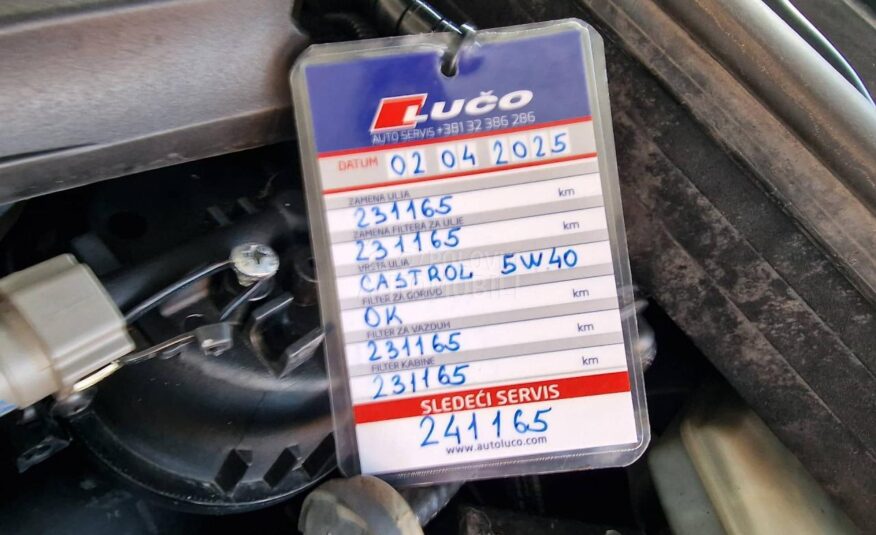 LUČO
AUTO SERVIS +381 32 386 286
DATUM 02 04 2025
ZAMENA ULJA
231165 km
ZAMENA FILTERA ZA ULJE
231165 km
VRSTA ULJA
CASTROL 5W40
FILTER ZA GORIVO
OK km
FILTER ZA VAZDUH
231165 km
FILTER KABINE
231165 km
SLEDEĆI SERVIS
241165
www.autoluco.com